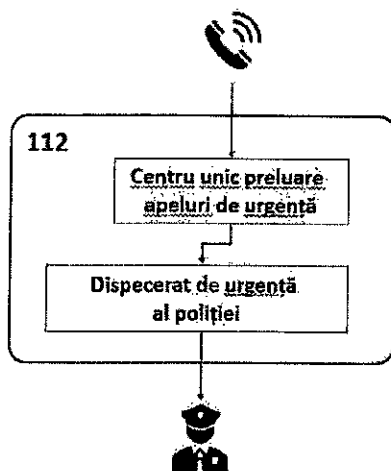 112
Centru unic preluare
apeluri de urgență
Dispecerat de urgență
al poliției